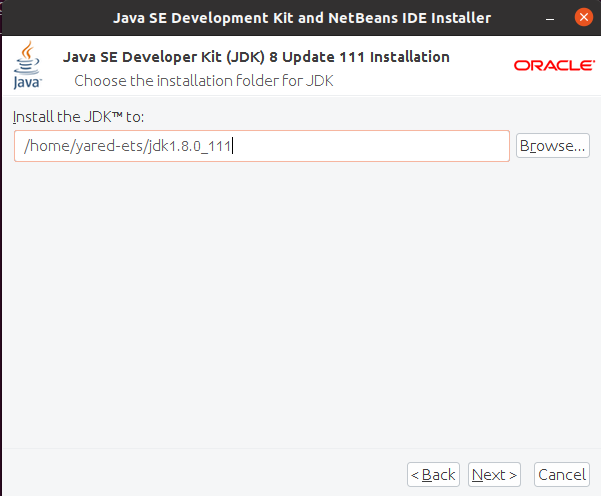 Java SE Development Kit and NetBeans IDE Installer
Java SE Developer Kit (JDK) 8 Update 111 Installation
Choose the installation folder for JDK
Java™
ORACLE®
Install the JDK™ to:
/home/yared-ets/jdk1.8.0_111
Browse...
< Back
Next >
Cancel